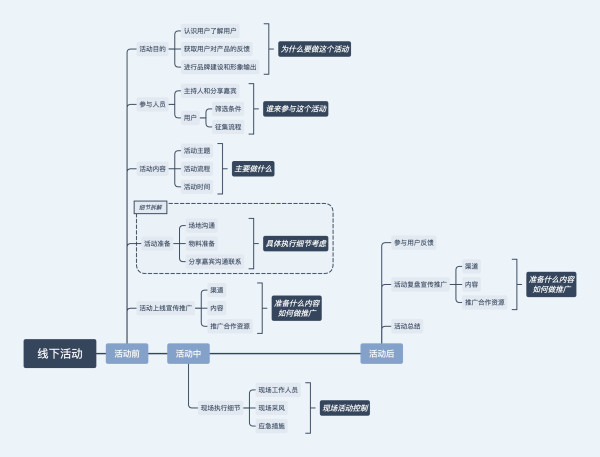 认识用户了解用户
活动目的
获取用户对产品的反馈
为什么要做这个活动
进行品牌建设和形象输出
主持人和分享嘉宾
参与人员
谁来参与这个活动
筛选条件
用户
征集流程
活动主题
活动内容
活动流程
主要做什么
活动时间
细节拆解
场地沟通
活动准备
物料准备
具体执行细节考虑
分享嘉宾沟通联系
渠道
活动上线宣传推广
内容
准备什么内容
如何做推广
推广合作资源
参与用户反馈
渠道
活动复盘宣传推广
内容
准备什么内容
如何做推广
推广合作资源
活动总结
线下活动
活动前
活动中
活动后
现场工作人员
现场执行细节
现场采风
现场活动控制
应急措施